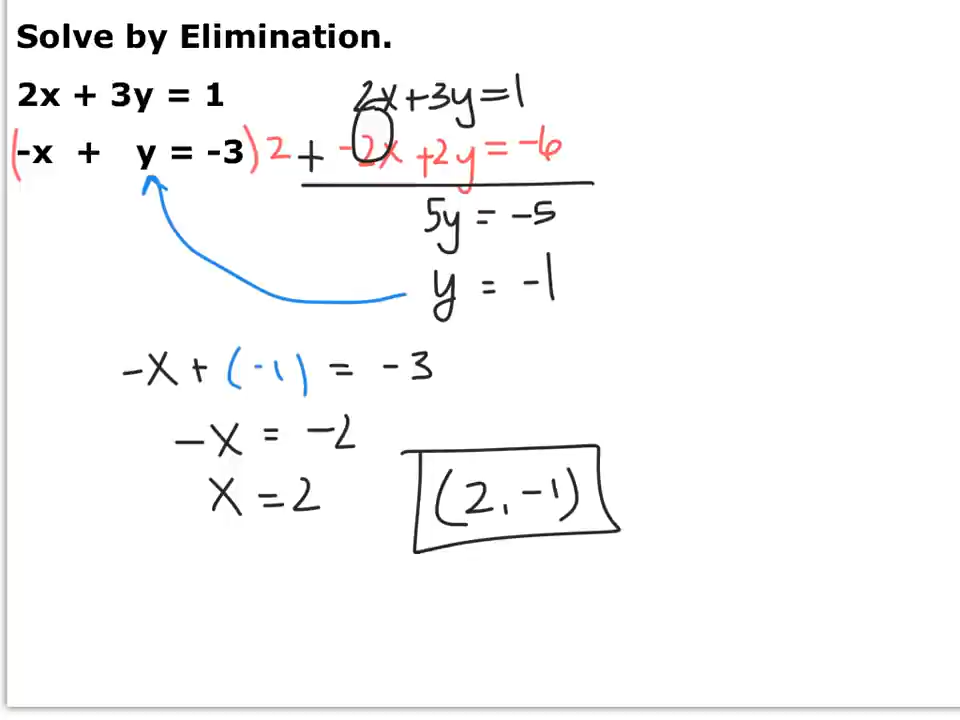 Solve by Elimination.
2x + 3y = 1
2x+3y=1
(-x + y = -3)2
+ -2x +2y = -6
5y = -5
y = -1
-x + (-1) = -3
-x = -2
x = 2
(2, -1)